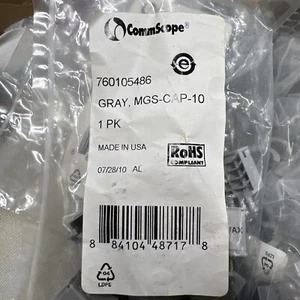 CommScope®
760105486
GRAY, MGS-CAP-10
1 PK
MADE IN USA
RoHS
COMPLIANT
07/28/10 AL
8 84104 48717 8
04
LDPE